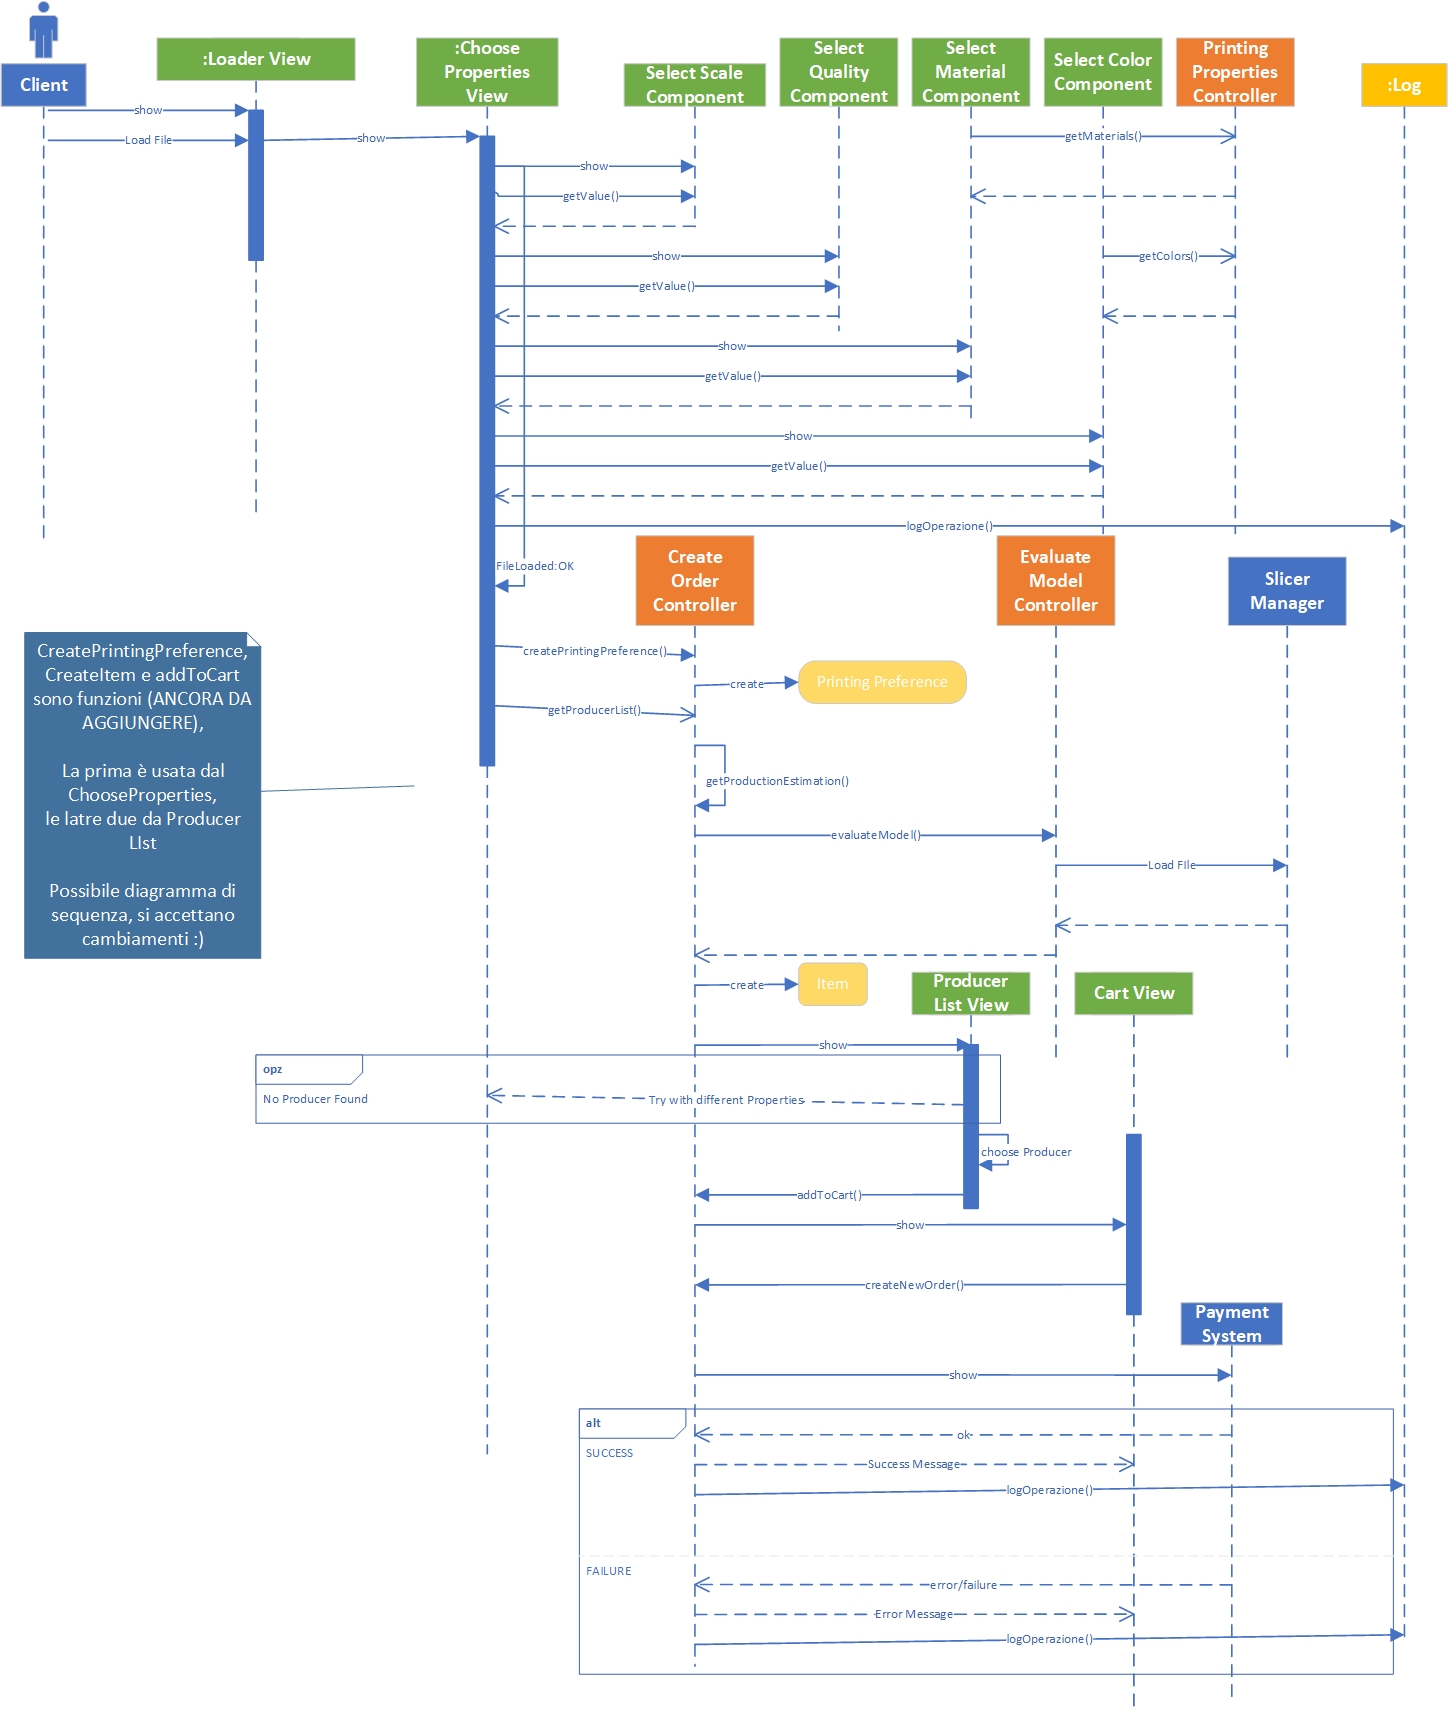 Client
:Loader View
:Choose
Properties
View
Select Scale
Component
Select
Quality
Component
Select
Material
Component
Select Color
Component
Printing
Properties
Controller
:Log
show
Load File
show
getMaterials()
show
getValue()
show
getColors()
getValue()
show
getValue()
show
getValue()
logOperazione()
FileLoaded:OK
Create
Order
Controller
Evaluate
Model
Controller
Slicer
Manager
CreatePrintingPreference,
CreateItem e addToCart
sono funzioni (ANCORA DA
AGGIUNGERE),
La prima è usata dal
ChooseProperties,
le latre due da Producer
LIst
Possibile diagramma di
sequenza, si accettano
cambiamenti :)
createPrintingPreference()
create
Printing Preference
getProducerList()
getProductionEstimation()
evaluateModel()
Load FIle
create
Item
Producer
List View
Cart View
show
opz
No Producer Found
Try with different Properties
choose Producer
addToCart()
show
createNewOrder()
Payment
System
show
alt
ok
SUCCESS
Success Message
logOperazione()
FAILURE
error/failure
Error Message
logOperazione()